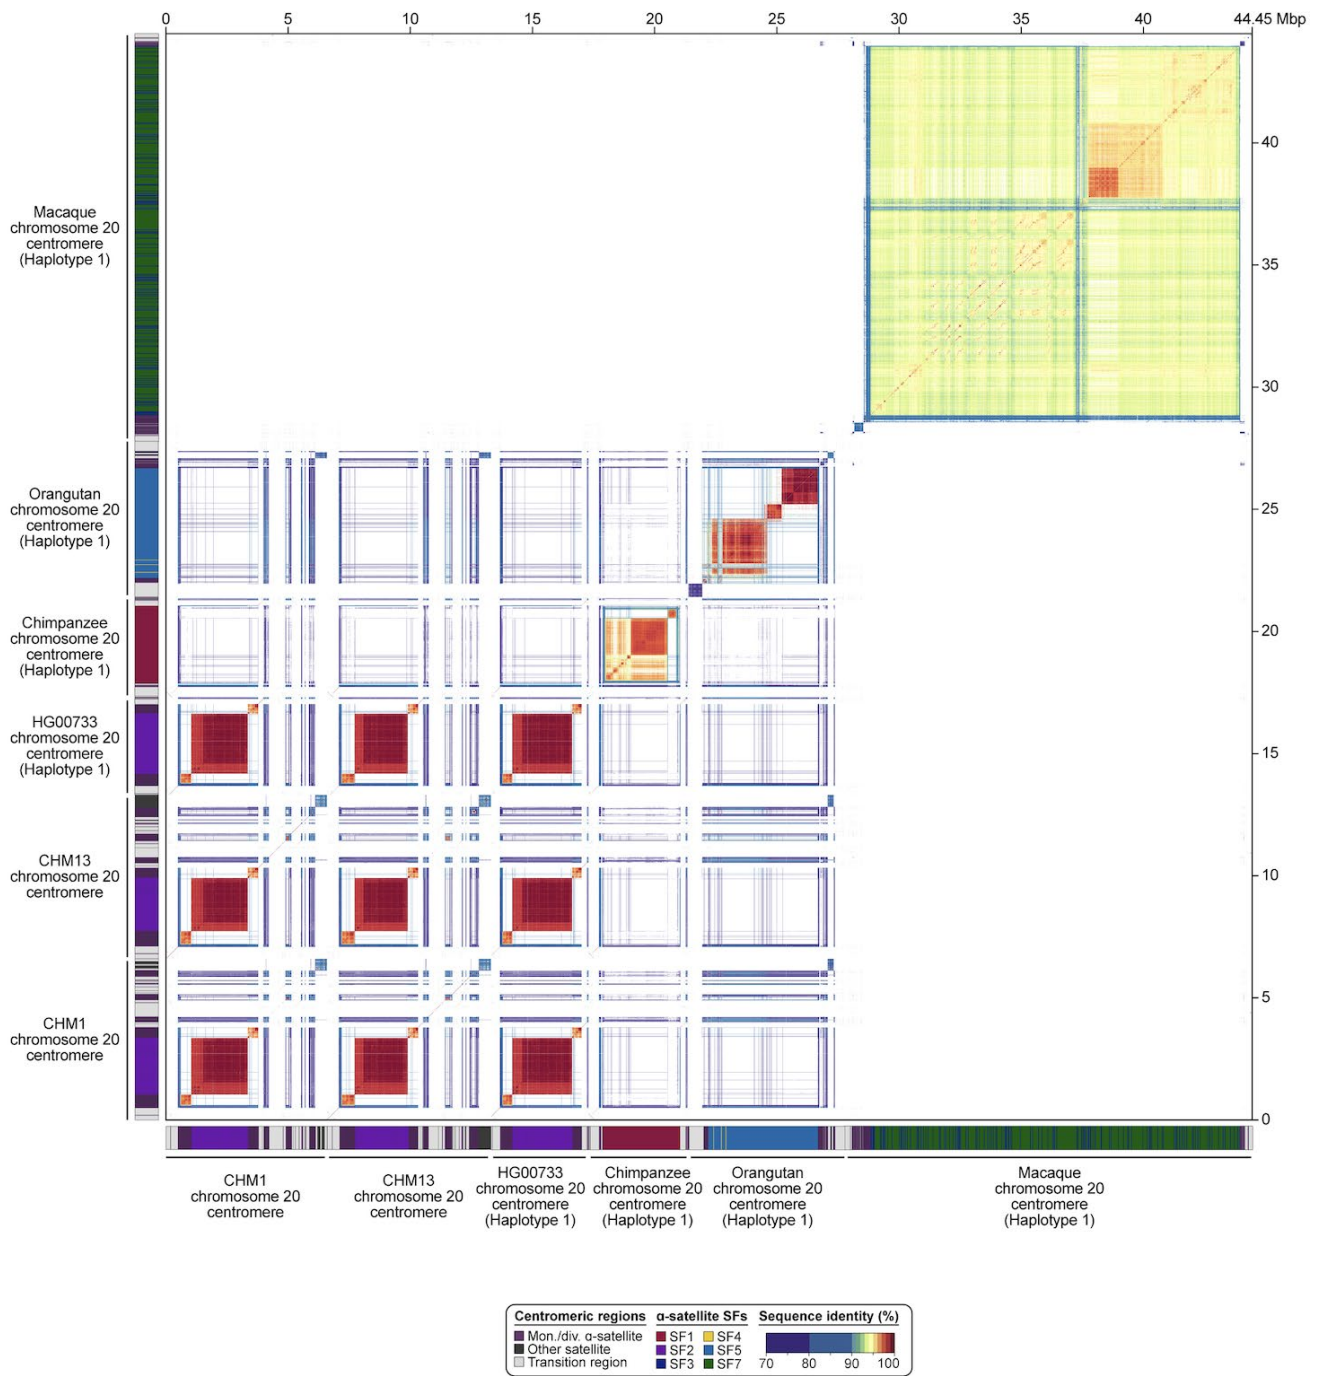 0 5 10 15 20 25 30 35 40 44.45 Mbp
Macaque
chromosome 20
centromere
(Haplotype 1)
40
35
30
Orangutan
chromosome 20
centromere
(Haplotype 1)
25
Chimpanzee
chromosome 20
centromere
(Haplotype 1)
20
HG00733
chromosome 20
centromere
(Haplotype 1)
15
CHM13
chromosome 20
centromere
10
CHM1
chromosome 20
centromere
5
0
CHM1
chromosome 20
centromere
CHM13
chromosome 20
centromere
HG00733
chromosome 20
centromere
(Haplotype 1)
Chimpanzee
chromosome 20
centromere
(Haplotype 1)
Orangutan
chromosome 20
centromere
(Haplotype 1)
Macaque
chromosome 20
centromere
(Haplotype 1)
Centromeric regions
Mon./div. α-satellite
Other satellite
Transition region
α-satellite SFs
SF1 SF4
SF2 SF5
SF3 SF7
Sequence identity (%)
70 80 90 100